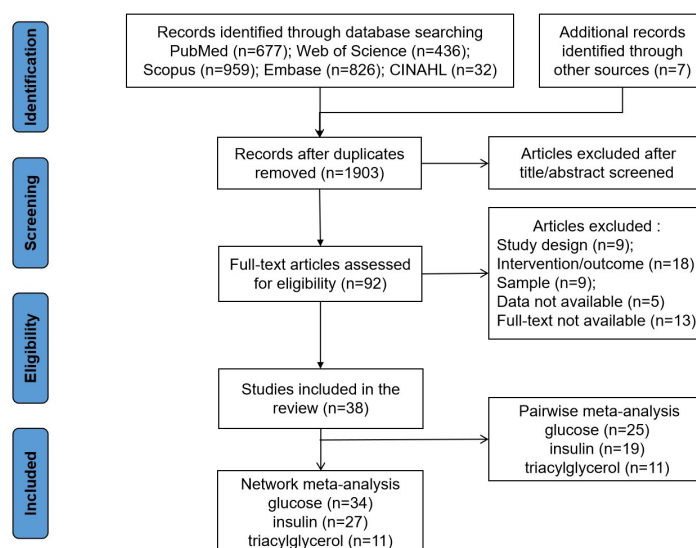 Identification
Records identified through database searching
PubMed (n=677); Web of Science (n=436);
Scopus (n=959); Embase (n=826); CINAHL (n=32)
Additional records
identified through
other sources (n=7)
Records after duplicates
removed (n=1903)
Articles excluded after
title/abstract screened
Screening
Full-text articles assessed
for eligibility (n=92)
Articles excluded :
Study design (n=9);
Intervention/outcome (n=18)
Sample (n=9);
Data not available (n=5)
Full-text not available (n=13)
Eligibility
Studies included in the
review (n=38)
Pairwise meta-analysis
glucose (n=25)
insulin (n=19)
triacylglycerol (n=11)
Included
Network meta-analysis
glucose (n=34)
insulin (n=27)
triacylglycerol (n=11)